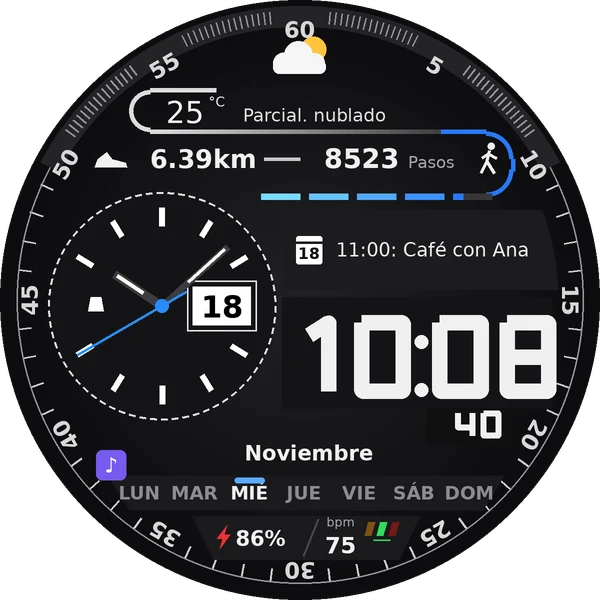 60
55
5
50
10
45
15
40
20
35
25
30
25 °C Parcial. nublado
6.39km 8523 Pasos
18 11:00: Café con Ana
18
10:08
40
Noviembre
LUN MAR MIÉ JUE VIE SÁB DOM
86% bpm
75